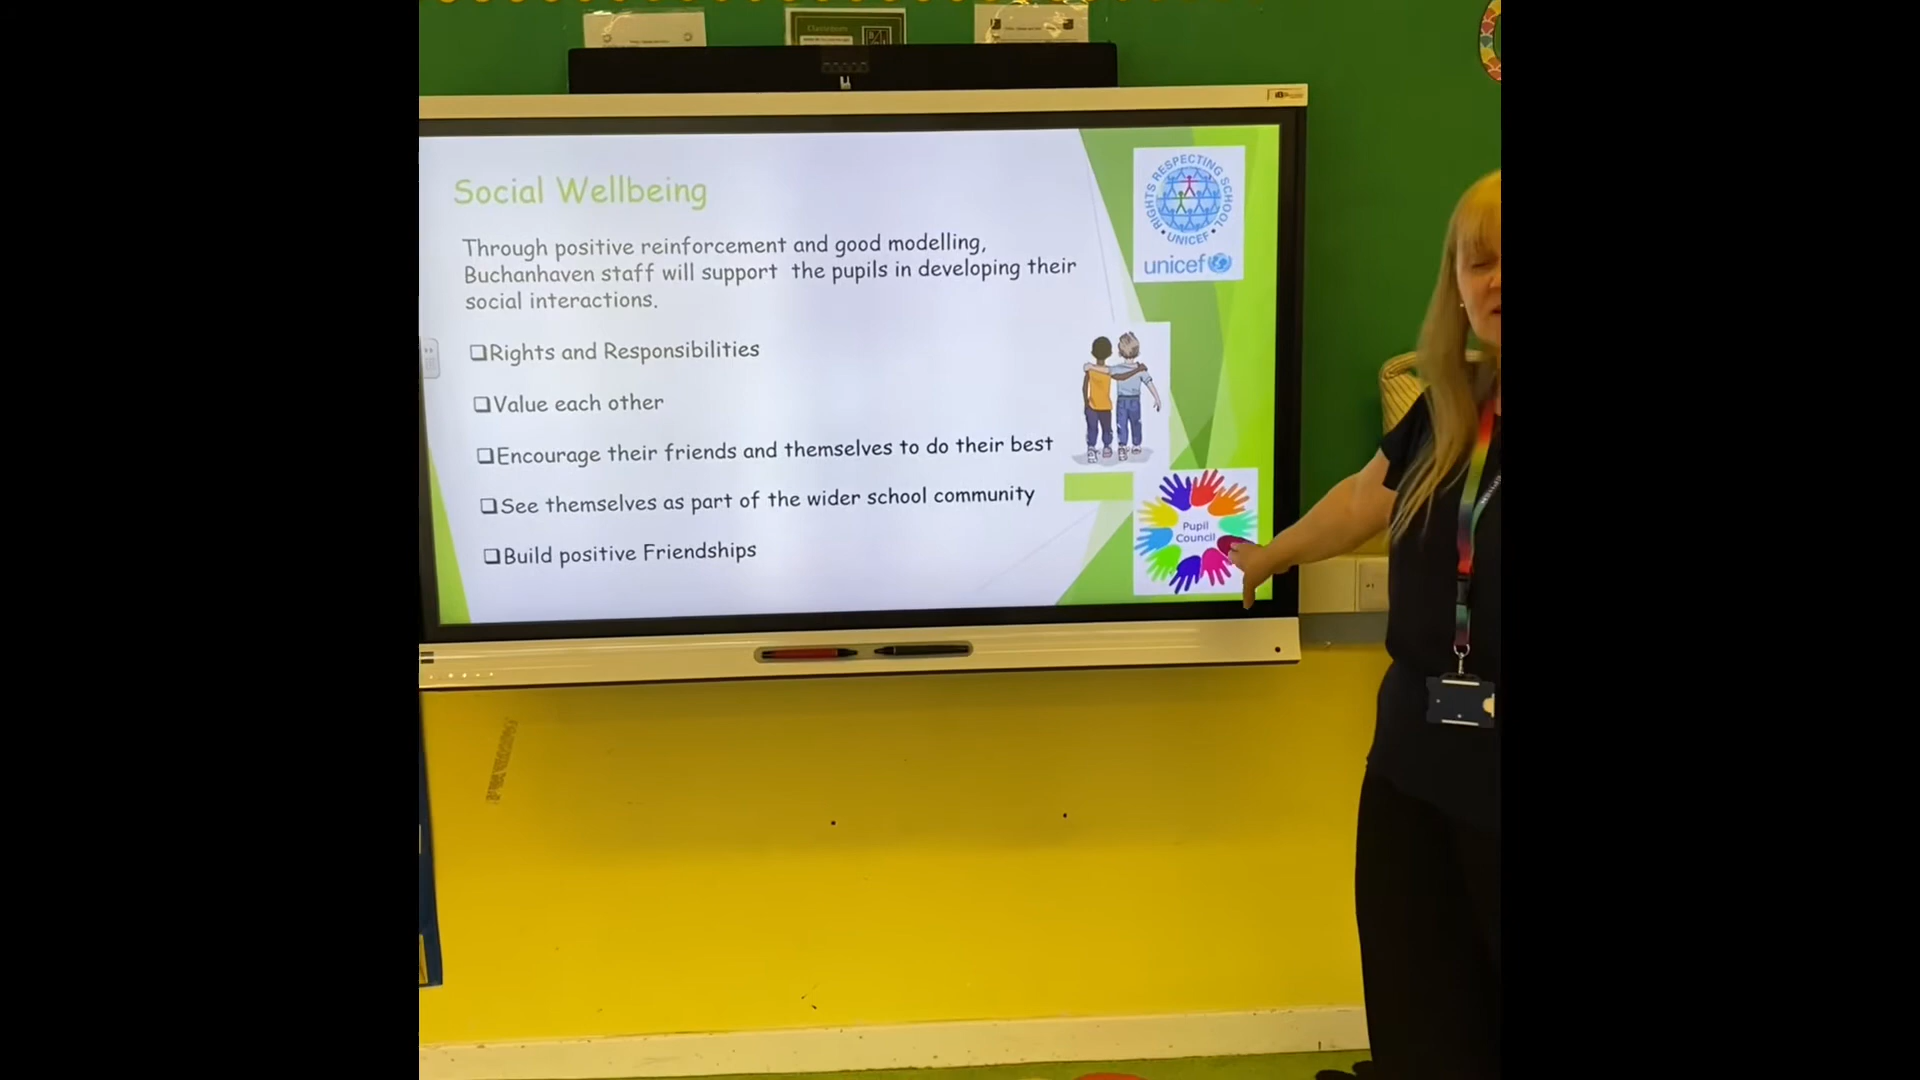 Classroom
Social Wellbeing
RIGHTS RESPECTING SCHOOL
UNICEF
unicef
Through positive reinforcement and good modelling,
Buchanhaven staff will support the pupils in developing their
social interactions.
Rights and Responsibilities
Value each other
Encourage their friends and themselves to do their best
See themselves as part of the wider school community
Build positive Friendships
Pupil
Council